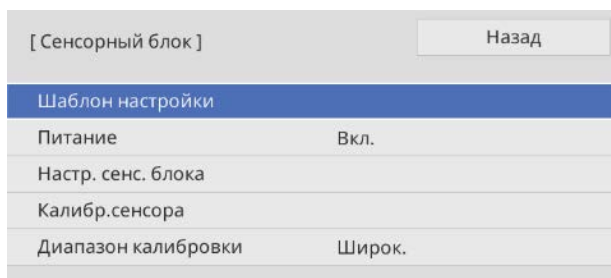 [ Сенсорный блок ] Назад
Шаблон настройки
Питание Вкл.
Настр. сенс. блока
Калибр.сенсора
Диапазон калибровки Широк.